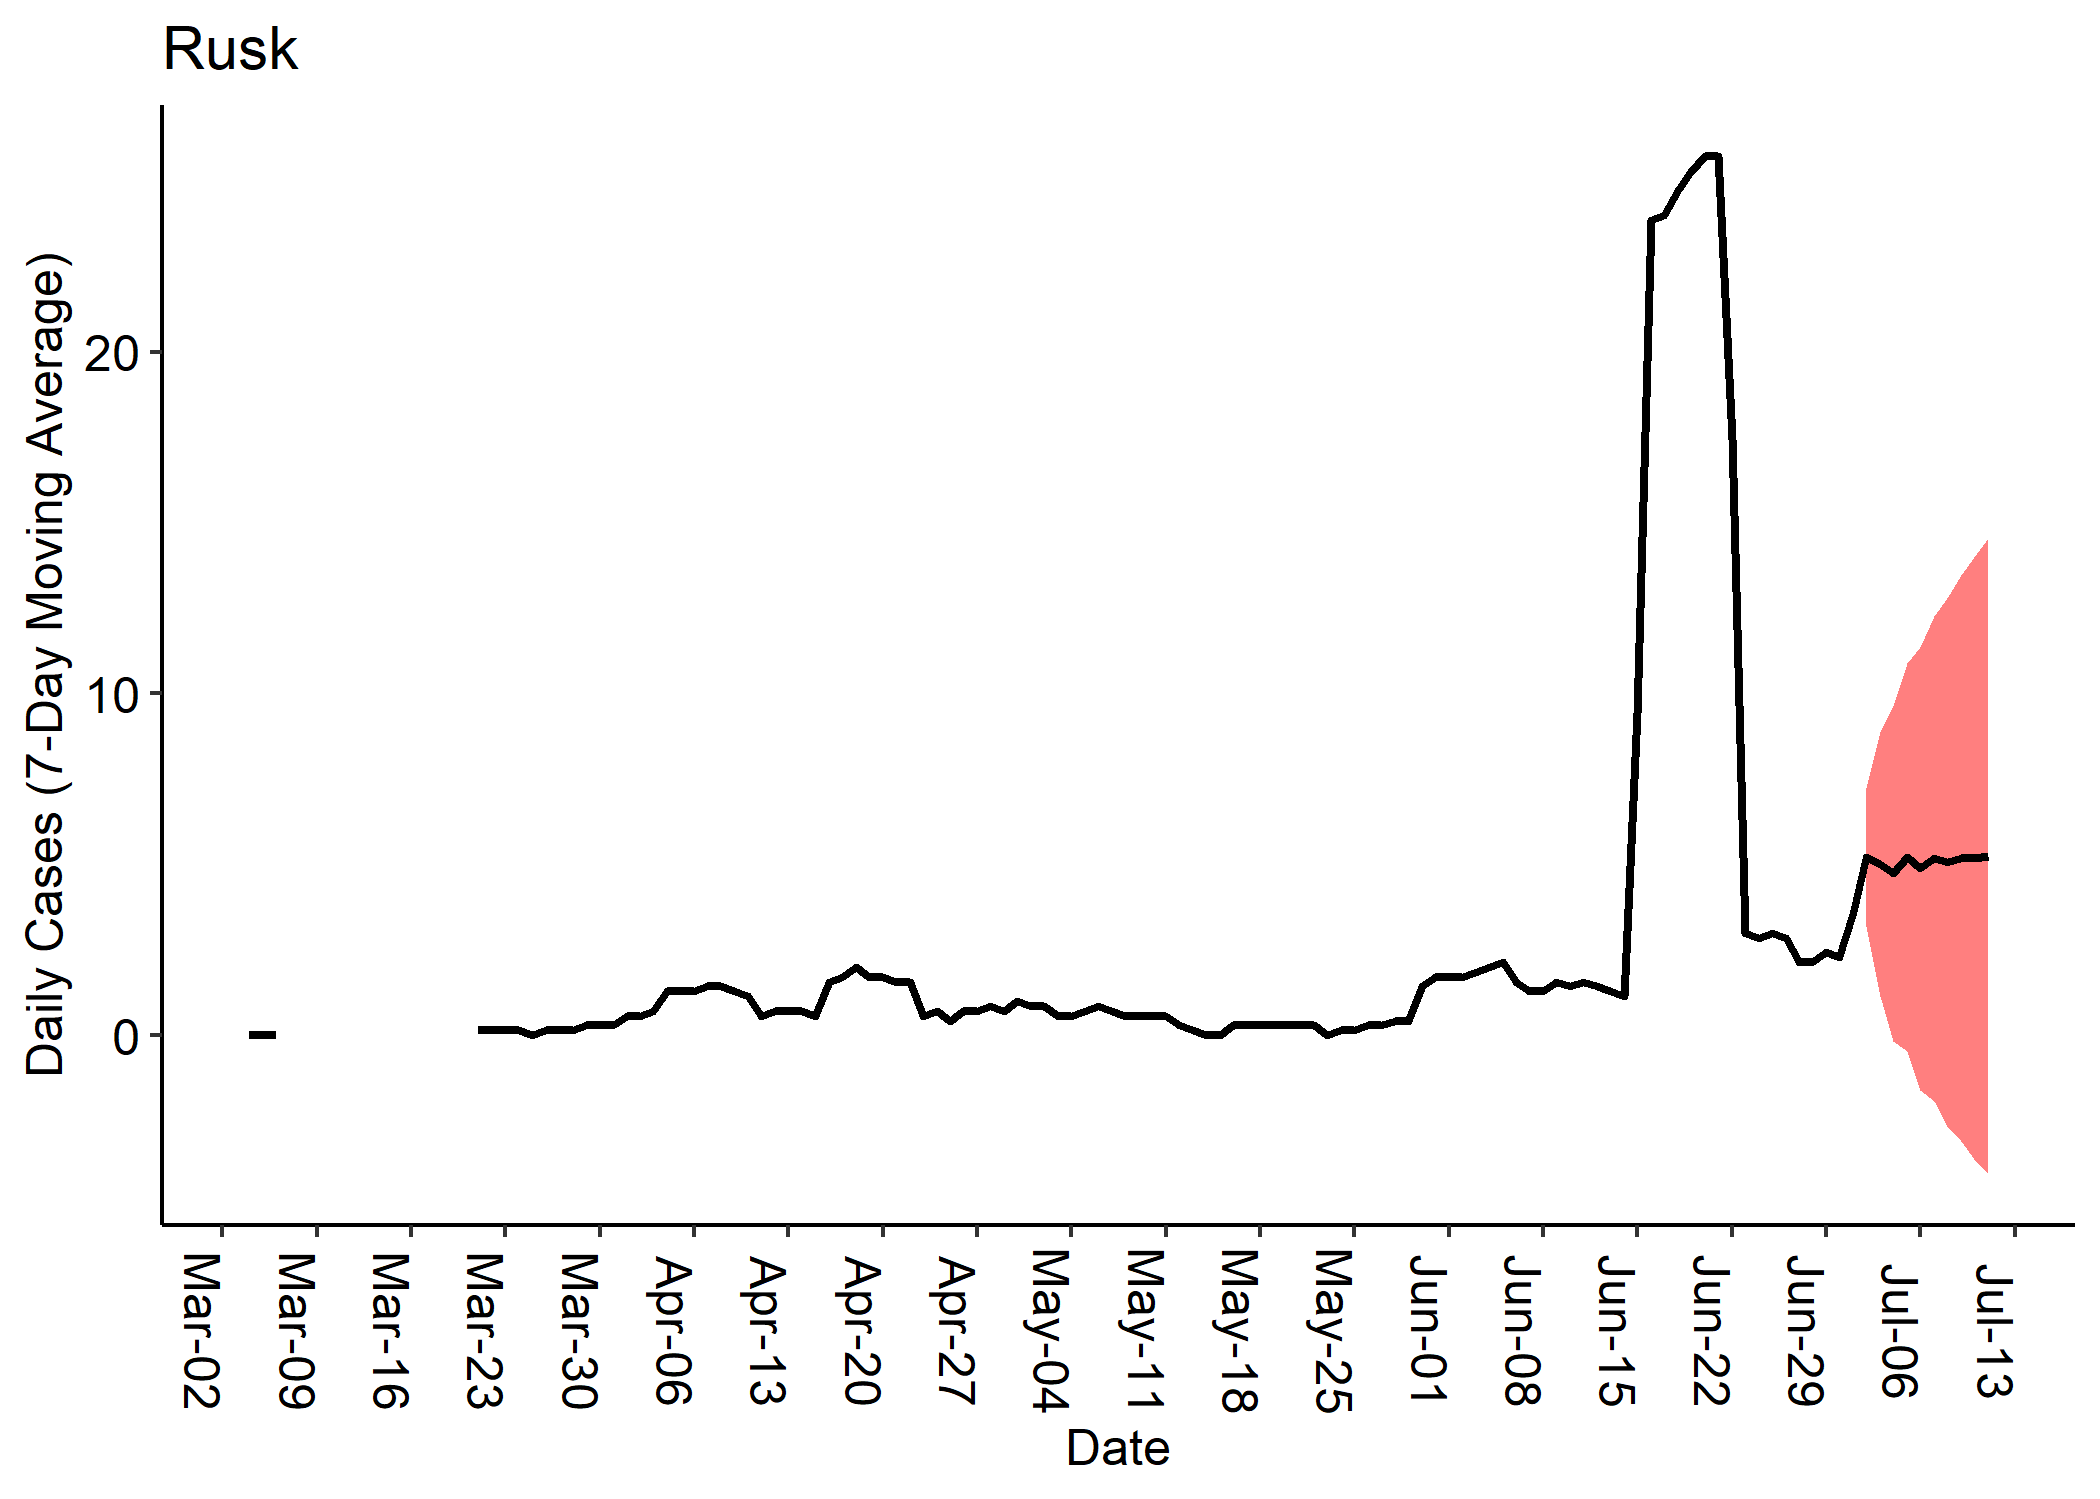 Rusk
Daily Cases (7-Day Moving Average)
20
10
0
Mar-02
Mar-09
Mar-16
Mar-23
Mar-30
Apr-06
Apr-13
Apr-20
Apr-27
May-04
May-11
May-18
May-25
Jun-01
Jun-08
Jun-15
Jun-22
Jun-29
Jul-06
Jul-13
Date